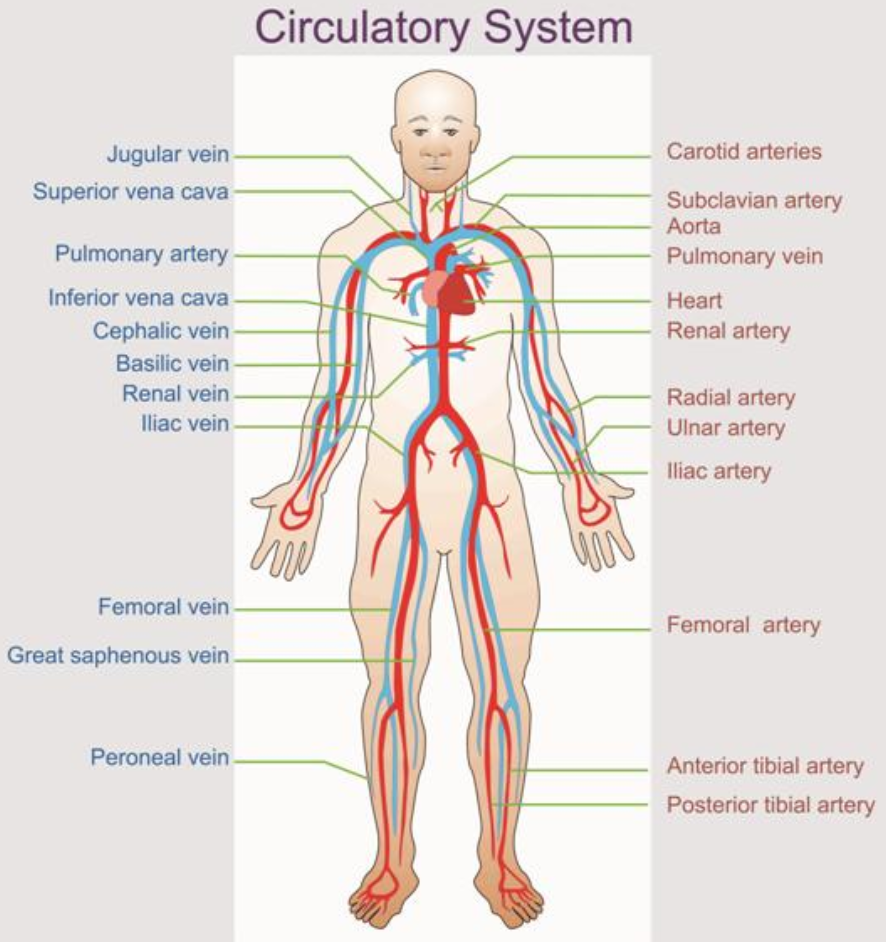 Circulatory System
Jugular vein
Superior vena cava
Pulmonary artery
Inferior vena cava
Cephalic vein
Basilic vein
Renal vein
Iliac vein
Femoral vein
Great saphenous vein
Peroneal vein
Carotid arteries
Subclavian artery
Aorta
Pulmonary vein
Heart
Renal artery
Radial artery
Ulnar artery
Iliac artery
Femoral artery
Anterior tibial artery
Posterior tibial artery